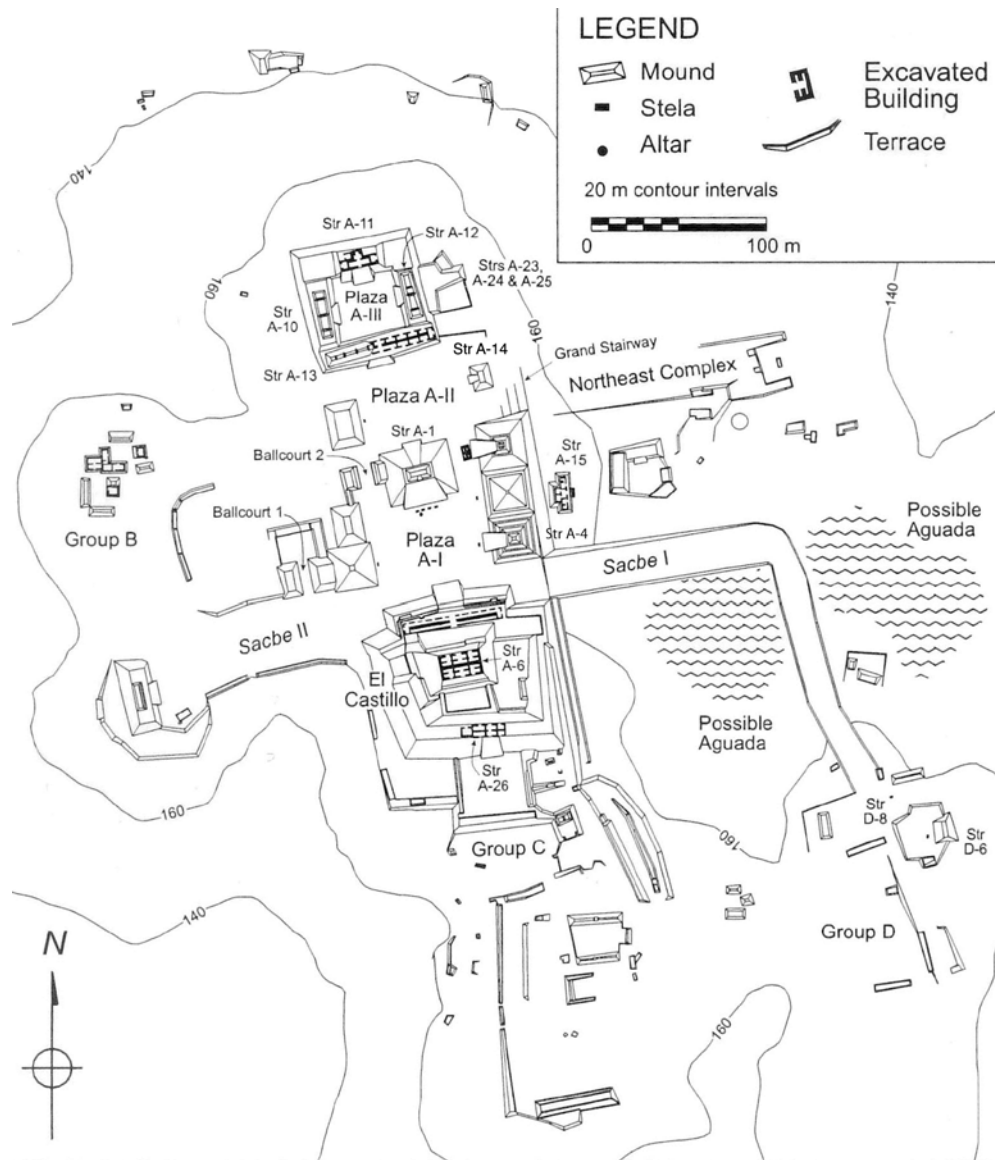 LEGEND
Mound
Stela
Altar
Excavated
Building
Terrace
20 m contour intervals
0 100 m
140
140
Str A-11
Str A-12
Strs A-23,
A-24 & A-25
Plaza
A-III
160
Str
A-10
160
Str A-13
Str A-14
Grand Stairway
Northeast Complex
Plaza A-II
Str A-1
Ballcourt 2
Str
A-15
Ballcourt 1
Group B
Plaza
A-I
Str A-4
Possible
Aguada
Sacbe I
Sacbe II
Str
A-6
El
Castillo
Possible
Aguada
Str
A-26
160
Str
D-8
Str
D-6
160
Group C
140
Group D
N
160